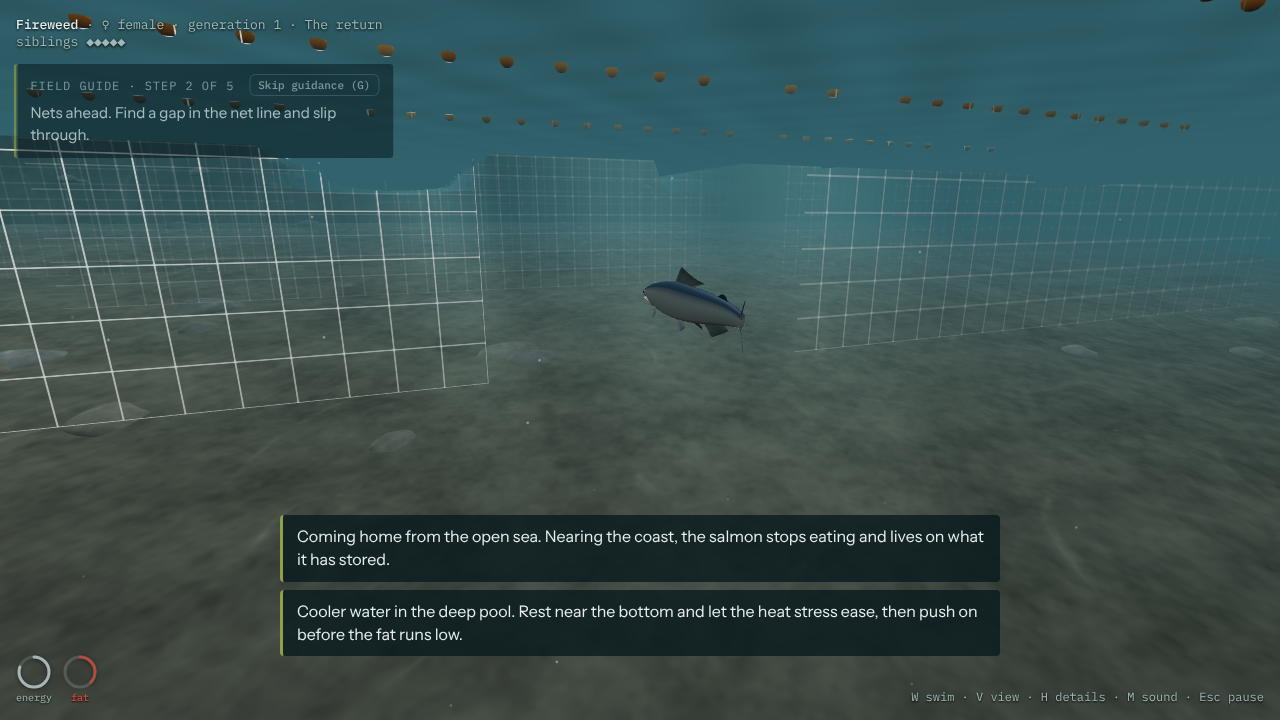 Fireweed · ♀ female · generation 1 · The return
siblings ◆◆◆◆◆
FIELD GUIDE · STEP 2 OF 5
Skip guidance (G)
Nets ahead. Find a gap in the net line and slip
through.
Coming home from the open sea. Nearing the coast, the salmon stops eating and lives on what
it has stored.
Cooler water in the deep pool. Rest near the bottom and let the heat stress ease, then push on
before the fat runs low.
energy fat
W swim · V view · H details · M sound · Esc pause